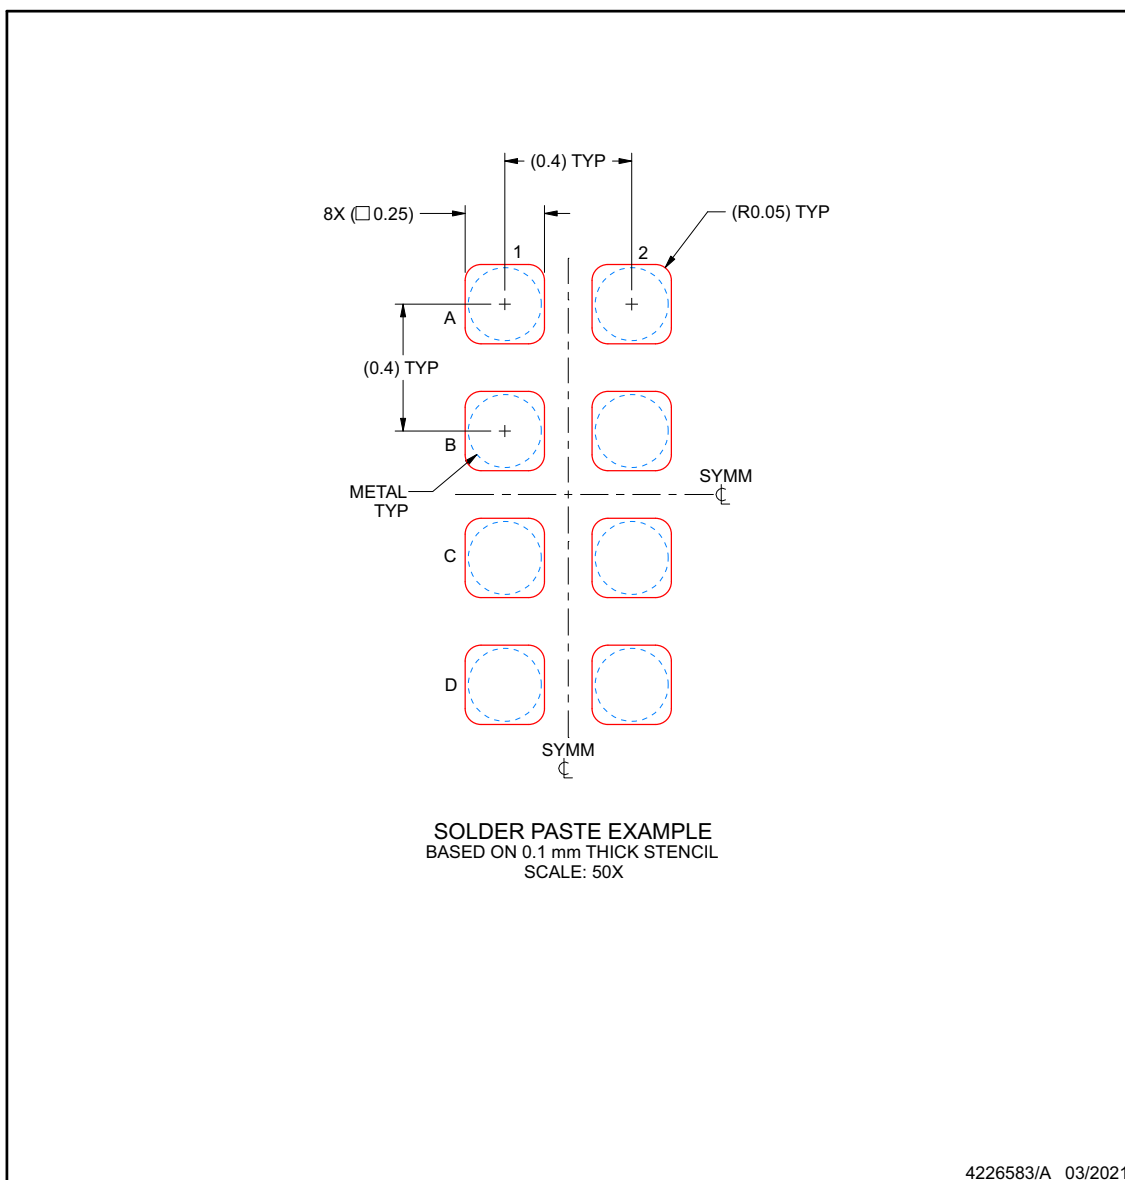 (0.4) TYP
8X (□ 0.25)
(R0.05) TYP
1
2
A
(0.4) TYP
B
METAL
TYP
SYMM
C
D
SYMM
SOLDER PASTE EXAMPLE
BASED ON 0.1 mm THICK STENCIL
SCALE: 50X
4226583/A 03/2021